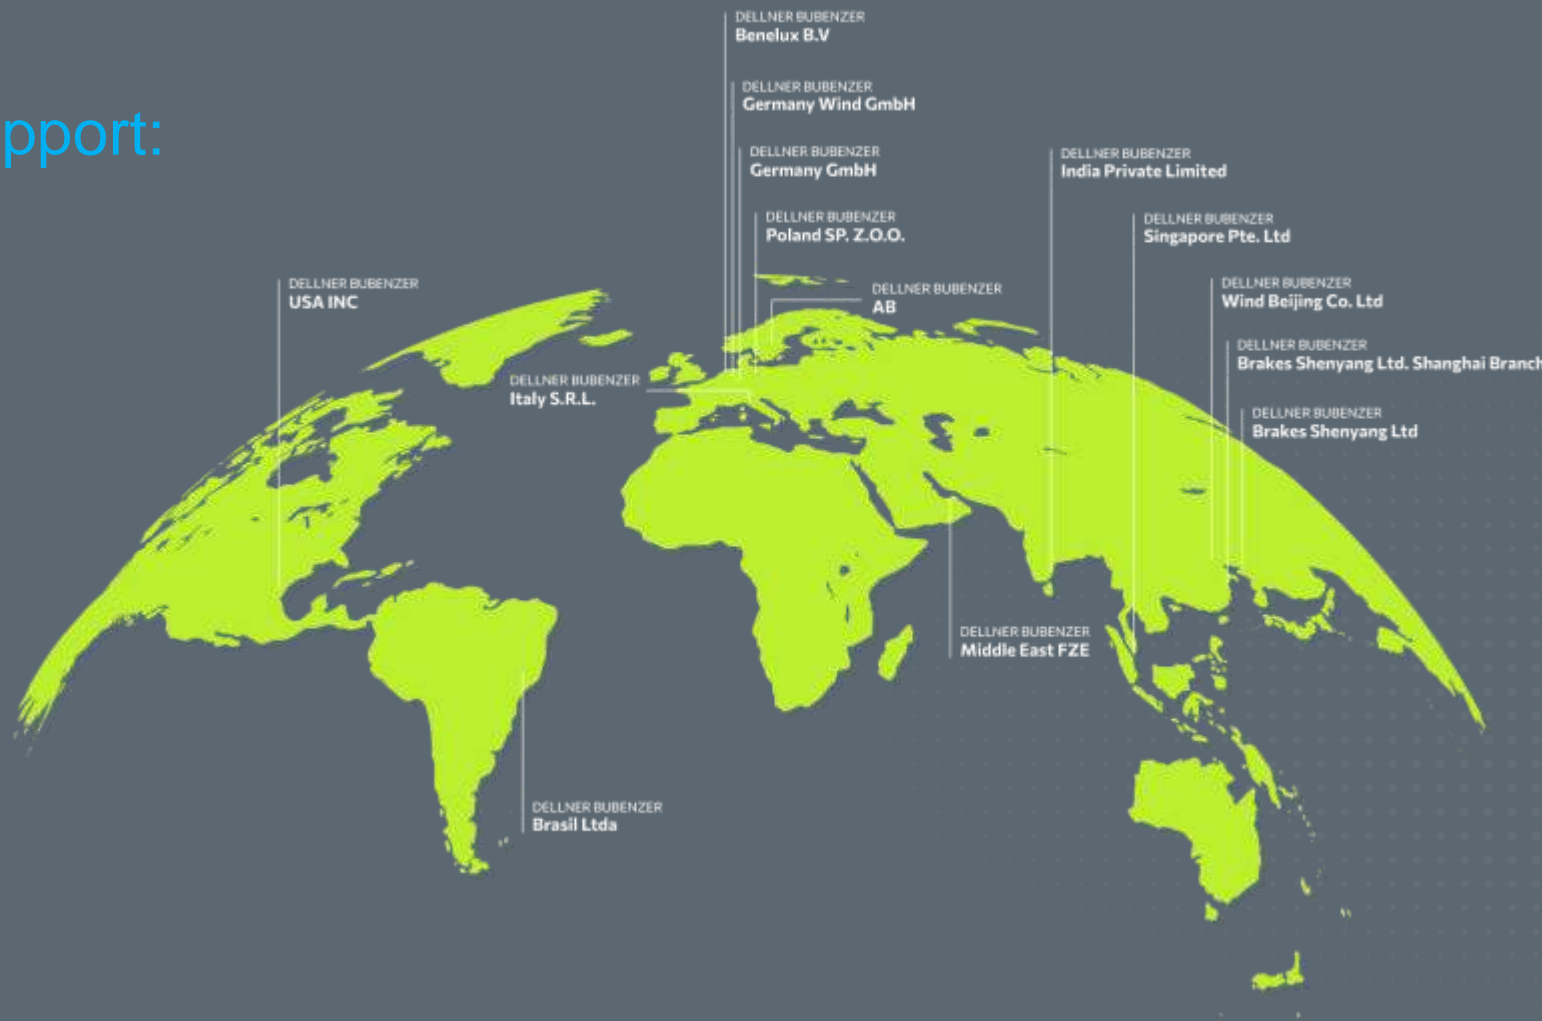 pport:
DELLNER BUBENZER
Benelux B.V
DELLNER BUBENZER
Germany Wind GmbH
DELLNER BUBENZER
Germany GmbH
DELLNER BUBENZER
Poland SP. Z.O.O.
DELLNER BUBENZER
AB
DELLNER BUBENZER
India Private Limited
DELLNER BUBENZER
Singapore Pte. Ltd
DELLNER BUBENZER
Wind Beijing Co. Ltd
DELLNER BUBENZER
Brakes Shenyang Ltd. Shanghai Branch
DELLNER BUBENZER
Brakes Shenyang Ltd
DELLNER BUBENZER
USA INC
DELLNER BUBENZER
Italy S.R.L.
DELLNER BUBENZER
Middle East FZE
DELLNER BUBENZER
Brasil Ltda